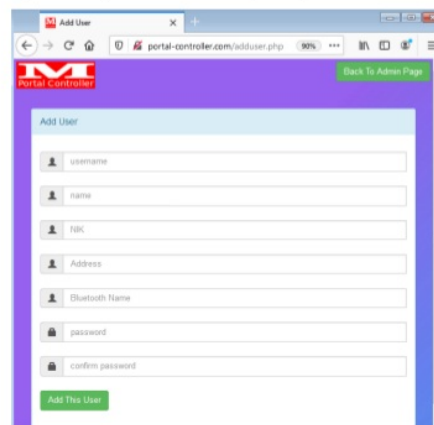 Add User
portal-controller.com/adduser.php
90%
M
Portal Controller
Back To Admin Page
Add User
username
name
NIK
Address
Bluetooth Name
password
confirm password
Add This User